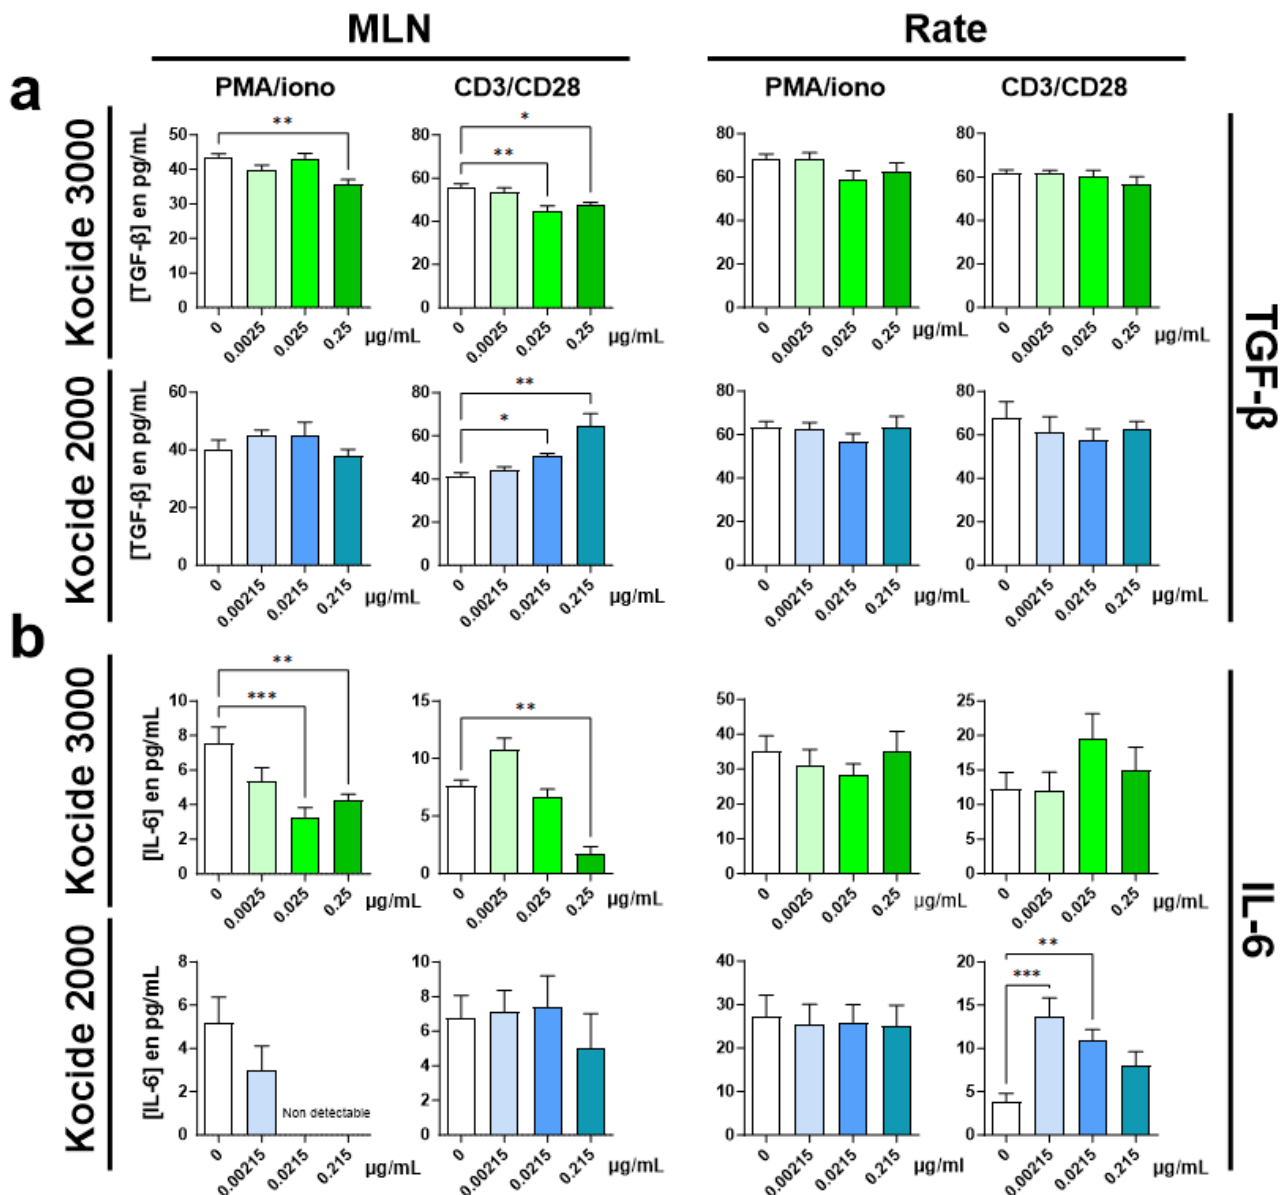 MLN Rate
a PMA/iono CD3/CD28 PMA/iono CD3/CD28
Kocide 3000
[TGF-β] en pg/mL
50 40 30 20 10 0
**
0 0.0025 0.025 0.25 µg/mL
80 60 40 20 0
**
*
0 0.0025 0.025 0.25 µg/mL
80 60 40 20 0
0 0.0025 0.025 0.25 µg/mL
80 60 40 20 0
0 0.0025 0.025 0.25 µg/mL
Kocide 2000
[TGF-β] en pg/mL
60 40 20 0
0 0.00215 0.0215 0.215 µg/mL
80 60 40 20 0
**
*
0 0.00215 0.0215 0.215 µg/mL
80 60 40 20 0
0 0.00215 0.0215 0.215 µg/mL
80 60 40 20 0
0 0.00215 0.0215 0.215 µg/mL
TGF-β
b
Kocide 3000
[IL-6] en pg/mL
10 8 6 4 2 0
**
***
0 0.0025 0.025 0.25 µg/mL
15 10 5 0
**
0 0.0025 0.025 0.25 µg/mL
50 40 30 20 10 0
0 0.0025 0.025 0.25 µg/mL
25 20 15 10 5 0
0 0.0025 0.025 0.25 µg/mL
Kocide 2000
[IL-6] en pg/mL
8 6 4 2 0
Non détectable
0 0.00215 0.0215 0.215 µg/mL
10 8 6 4 2 0
0 0.00215 0.0215 0.215 µg/mL
40 30 20 10 0
0 0.00215 0.0215 0.215 µg/ml
20 15 10 5 0
**
***
0 0.00215 0.0215 0.215 µg/mL
IL-6